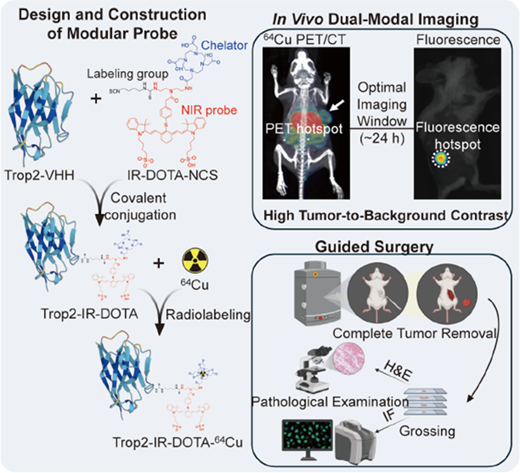 Design and Construction
of Modular Probe
Chelator
Labeling group
SCN
NIR probe
+
Trop2-VHH
IR-DOTA-NCS
Covalent
conjugation
+
64Cu
Trop2-IR-DOTA
Radiolabeling
Trop2-IR-DOTA-64Cu
In Vivo Dual-Modal Imaging
64Cu PET/CT
Fluorescence
Optimal
Imaging
Window
(~24 h)
PET hotspot
Fluorescence
hotspot
High Tumor-to-Background Contrast
Guided Surgery
Complete Tumor Removal
H&E
Pathological Examination
IF
Grossing